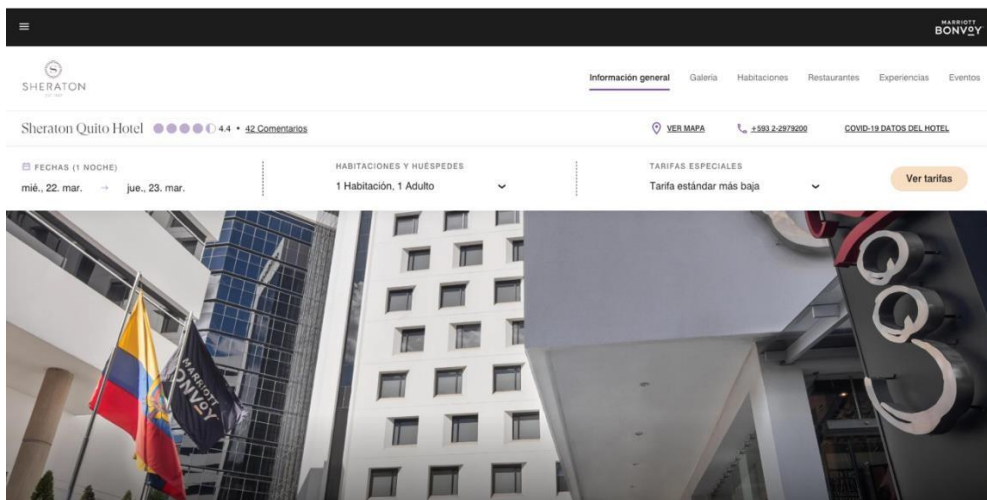 MARRIOTT
BONVOY
SHERATON
Información general Galería Habitaciones Restaurantes Experiencias Eventos
Sheraton Quito Hotel 4.4 • 42 Comentarios VER MAPA +593 2-2979200 COVID-19 DATOS DEL HOTEL
FECHAS (1 NOCHE) HABITACIONES Y HUÉSPEDES TARIFAS ESPECIALES
mié., 22. mar. → jue., 23. mar. 1 Habitación, 1 Adulto Tarifa estándar más baja Ver tarifas
MARRIOTT
BONVOY